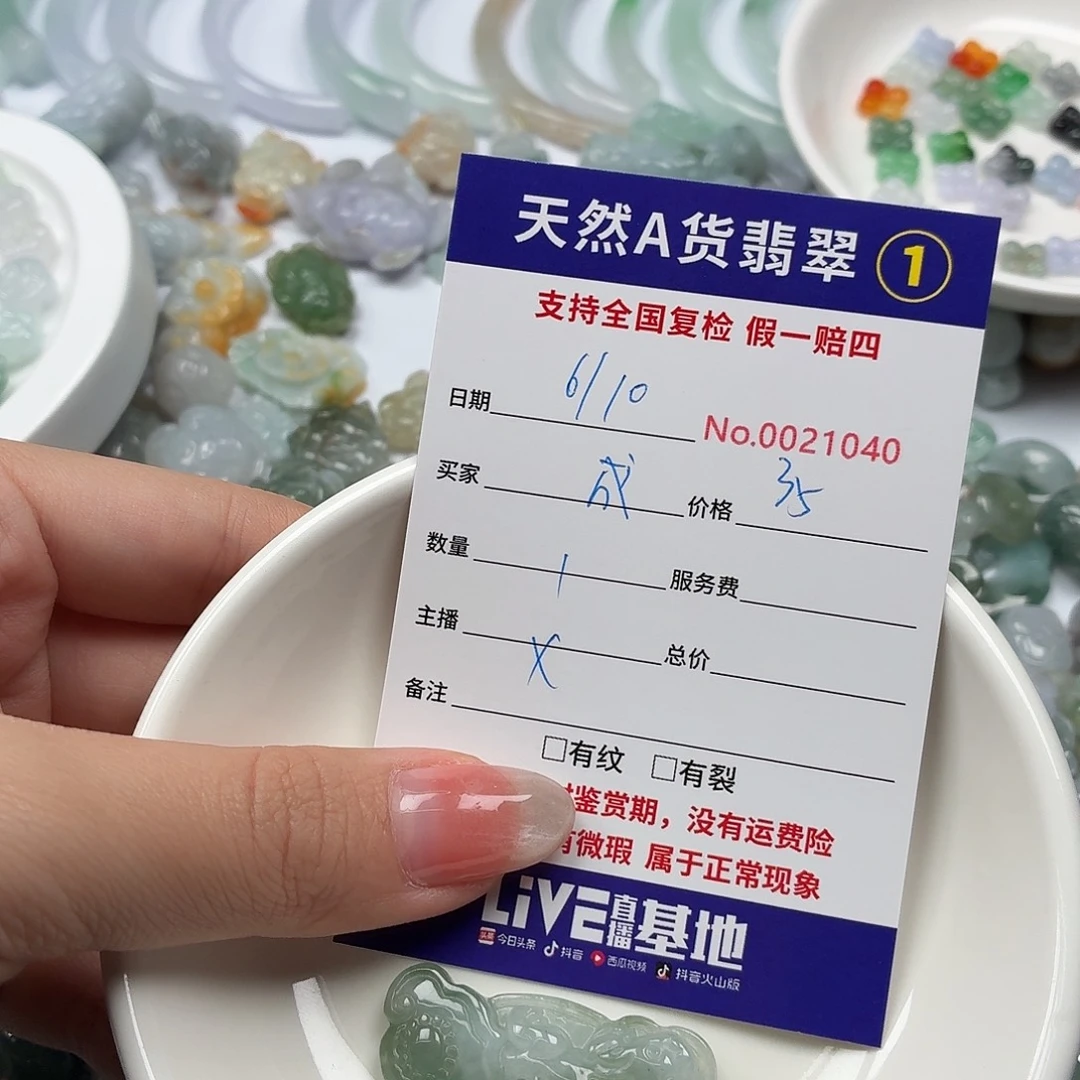 天然A货翡翠 1
支持全国复检 假一赔四
日期 6/10 No.0021040
买家 成 价格 35
数量 1 服务费
主播 X 总价
备注
□有纹 □有裂
鉴赏期，没有运费险
有微瑕 属于正常现象
LiVE直播基地
头条 今日头条 抖音 西瓜视频 抖音火山版